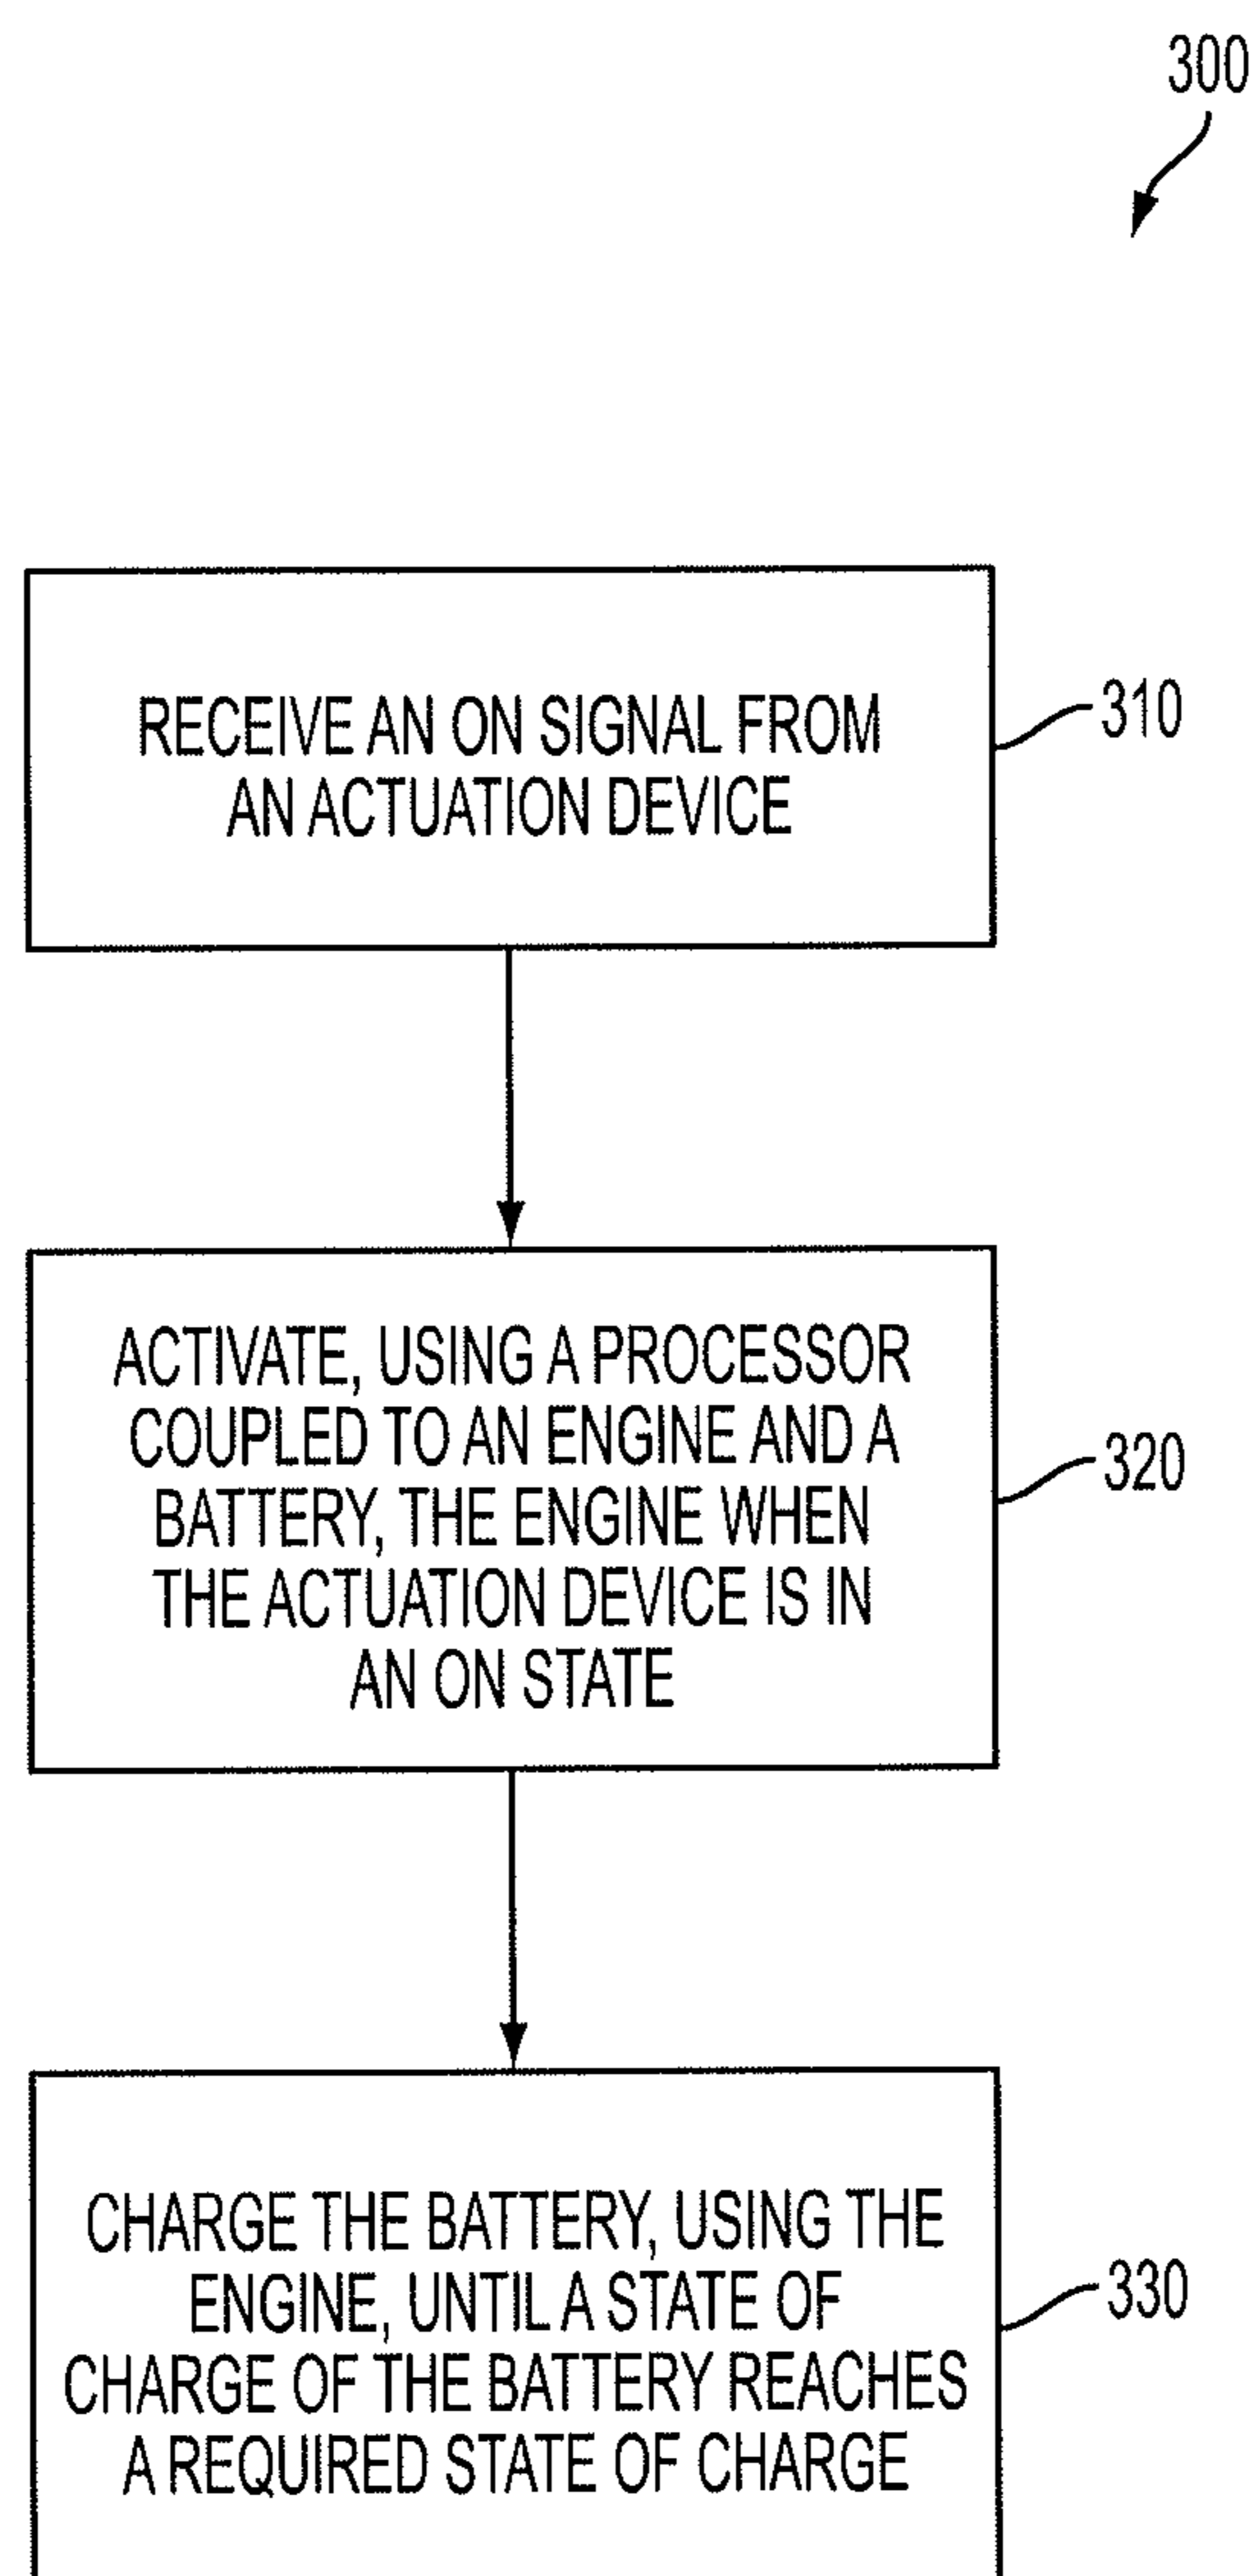 300
RECEIVE AN ON SIGNAL FROM
AN ACTUATION DEVICE
310
ACTIVATE, USING A PROCESSOR
COUPLED TO AN ENGINE AND A
BATTERY, THE ENGINE WHEN
THE ACTUATION DEVICE IS IN
AN ON STATE
320
CHARGE THE BATTERY, USING THE
ENGINE, UNTIL A STATE OF
CHARGE OF THE BATTERY REACHES
A REQUIRED STATE OF CHARGE
330